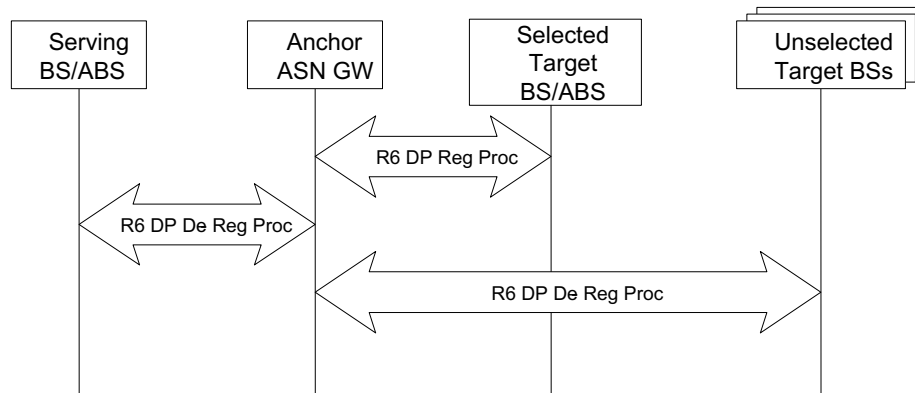 Serving
BS/ABS
Anchor
ASN GW
Selected
Target
BS/ABS
Unselected
Target BSs
R6 DP Reg Proc
R6 DP De Reg Proc
R6 DP De Reg Proc